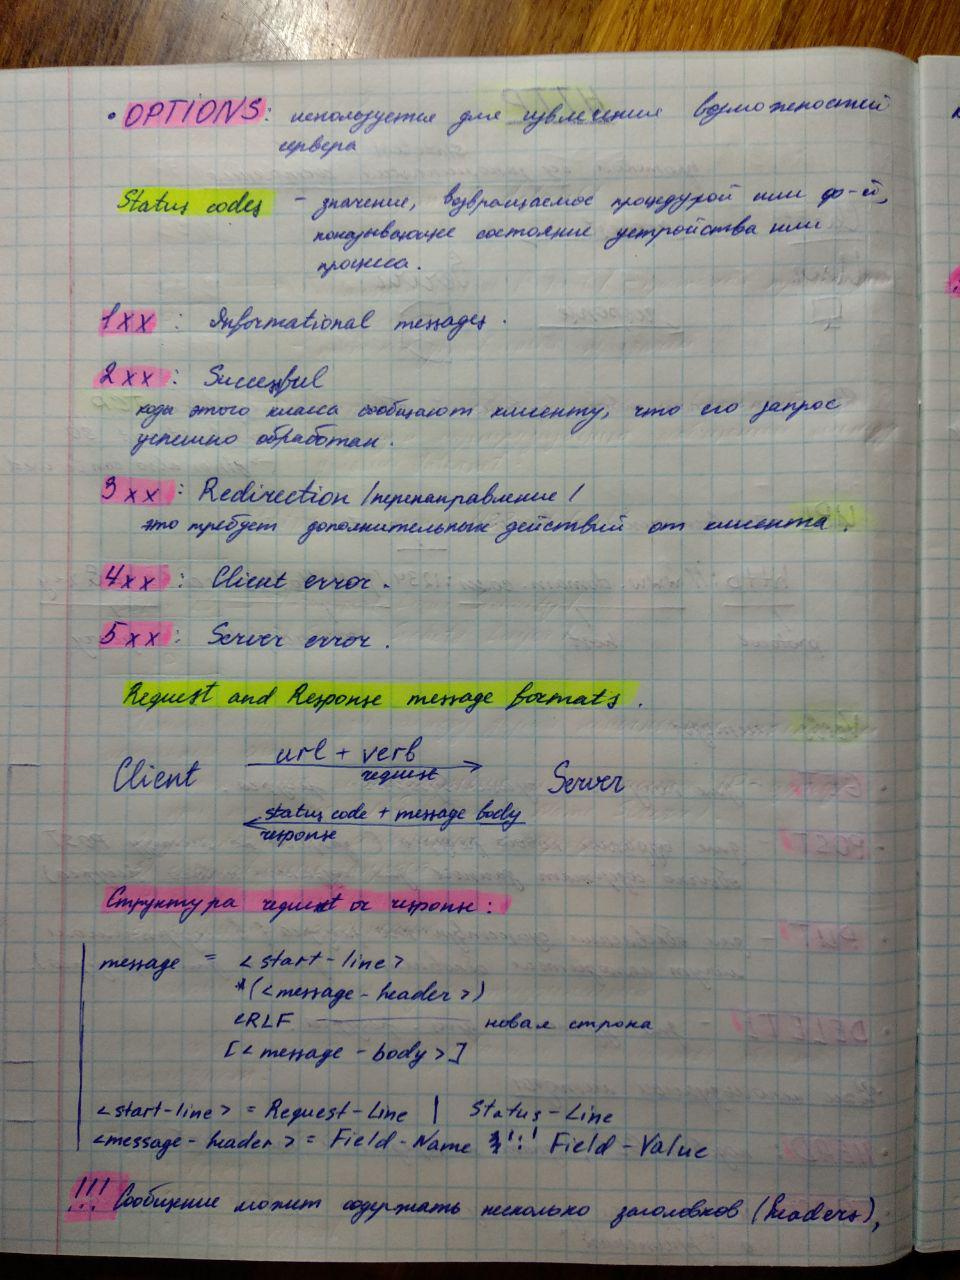 • OPTIONS: используется для извлечения возможностей
сервера
Status codes - значение, возвращаемое процедурой или ф-ей,
показывающее состояние устройства или
процесса.
1xx : Informational messages.
2xx : Successful
коды этого класса сообщают клиенту, что его запрос
успешно обработан.
3xx : Redirection /перенаправление/
это требует дополнительных действий от клиента.
4xx : Client error.
5xx : Server error.
Request and Response message formats.
url + verb
Client request Server
status code + message body
response
Структура request or response:
message = <start-line>
*(<message-header>)
CRLF новая строка
[<message-body>]
<start-line> = Request-Line | Status-Line
<message-header> = Field-Name ':' Field-Value
!!! Сообщение может содержать несколько заголовков (headers),